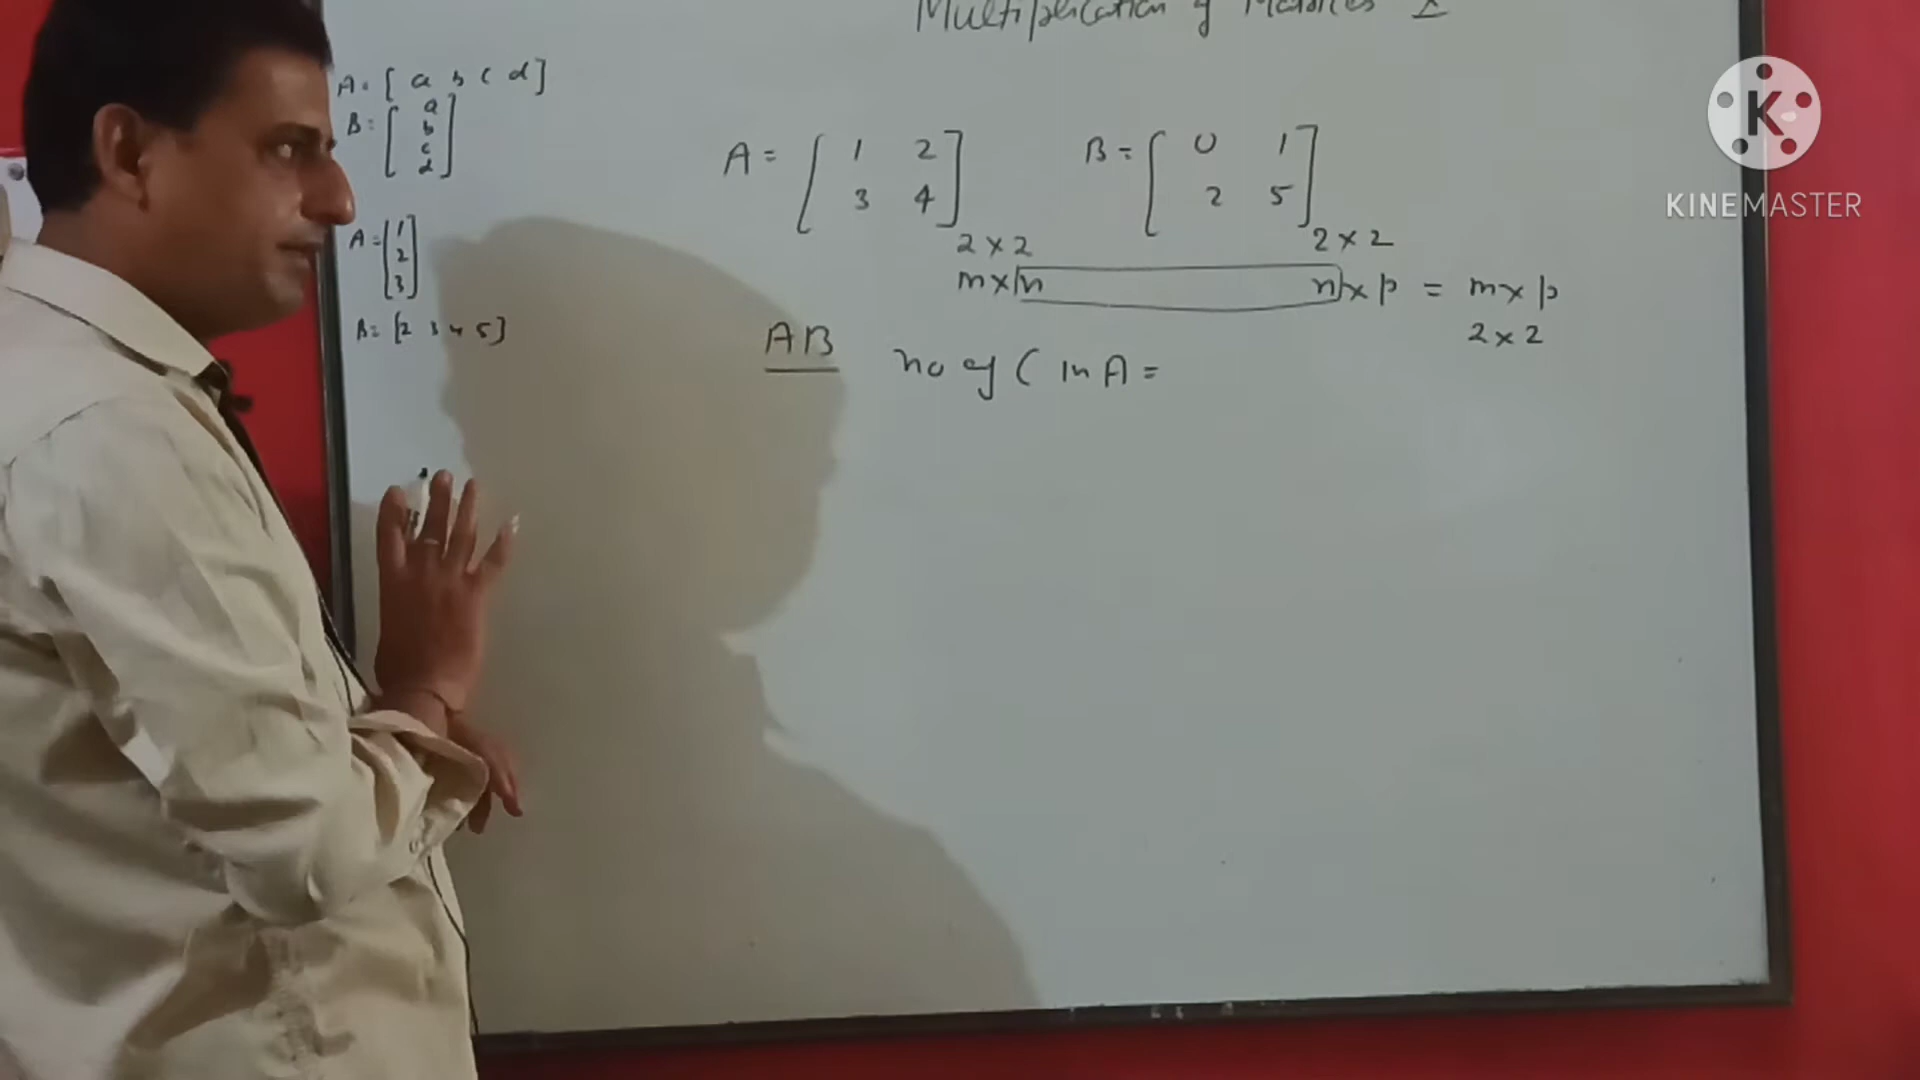 Multiplication of Matrices I
A = [ a b c d ]
B = [ a
b
c
d ]
A = [ 1
2
3 ]
B = [2 3 4 5]
A = [ 1 2
3 4 ] 2 x 2
B = [ 0 1
2 5 ] 2 x 2
m x n n x p = m x p
2 x 2
AB no of C in A =
K
KINEMASTER